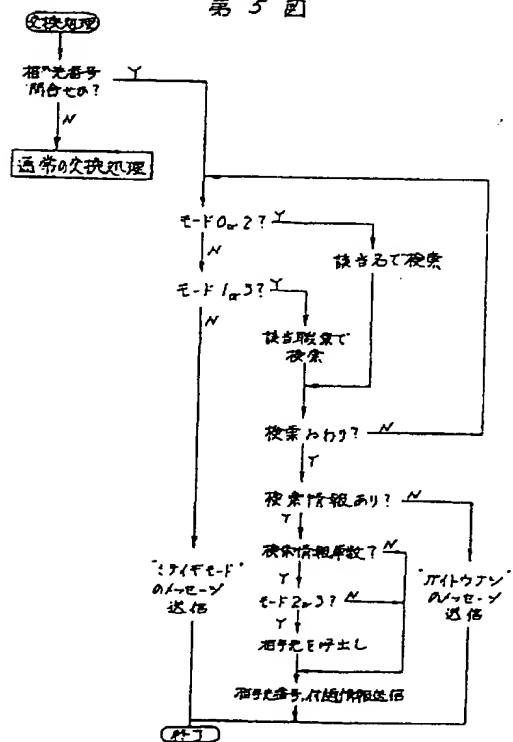 第5図
交換処理
相手先番号
問合せか?
Y
N
通常の交換処理
モード0or2?
Y
N
該当名で検索
モード1or3?
Y
N
該当職業で
検索
検索おわり?
N
Y
検索情報あり?
N
Y
検索情報単数?
N
Y
モード2or3?
N
Y
相手先を呼出し
"ミテイギモード"
のメッセージ
送信
"ガイトウナシ"
のメッセージ
送信
相手先番号,付随情報送信
終了